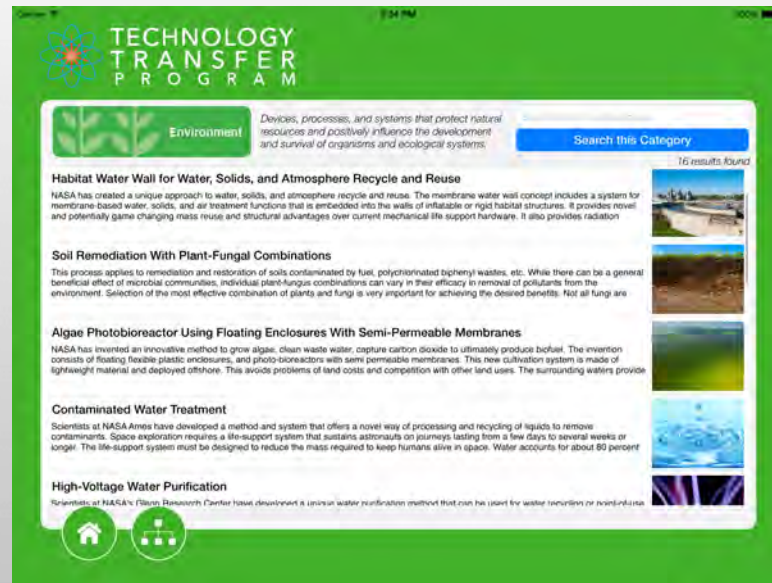 TECHNOLOGY
TRANSFER
PROGRAM
Environment
Devices, processes, and systems that protect natural
resources and positively influence the development
and survival of organisms and ecological systems.
Search this Category
16 results found
Habitat Water Wall for Water, Solids, and Atmosphere Recycle and Reuse
NASA has created a unique approach to water, solids, and atmosphere recycle and reuse. The membrane water wall concept includes a system for
membrane-based water, solids, and air treatment functions that is embedded into the walls of inflatable or rigid habitat structures. It provides novel
and potentially game changing mass reuse and structural advantages over current mechanical life support hardware. It also provides radiation
Soil Remediation With Plant-Fungal Combinations
This process applies to remediation and restoration of soils contaminated by fuel, polychlorinated biphenyl wastes, etc. While there can be a general
beneficial effect of microbial communities, individual plant-fungus combinations can vary in their efficacy in removal of pollutants from the
environment. Selection of the most effective combination of plants and fungi is very important for achieving the desired benefits. Not all fungi are
Algae Photobioreactor Using Floating Enclosures With Semi-Permeable Membranes
NASA has invented an innovative method to grow algae, clean waste water, capture carbon dioxide to ultimately produce biofuel. The invention
consists of floating flexible plastic enclosures, and photo-bioreactors with semi permeable membranes. This new cultivation system is made of
lightweight material and deployed offshore. This avoids problems of land costs and competition with other land uses. The surrounding waters provide
Contaminated Water Treatment
Scientists at NASA Ames have developed a method and system that offers a novel way of processing and recycling of liquids to remove
contaminants. Space exploration requires a life-support system that sustains astronauts on journeys lasting from a few days to several weeks or
longer. The life-support system must be designed to reduce the mass required to keep humans alive in space. Water accounts for about 80 percent
High-Voltage Water Purification
Scientists at NASA's Glenn Research Center have developed a unique water purification method that can be used for water recycling or point-of-use